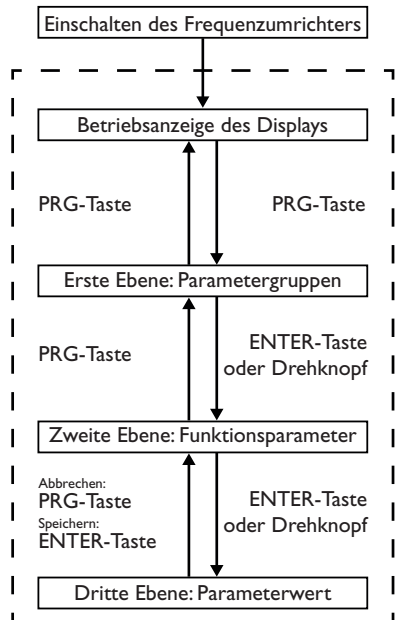 Einschalten des Frequenzumrichters
Betriebsanzeige des Displays
PRG-Taste
PRG-Taste
Erste Ebene: Parametergruppen
PRG-Taste
ENTER-Taste
oder Drehknopf
Zweite Ebene: Funktionsparameter
Abbrechen:
PRG-Taste
Speichern:
ENTER-Taste
ENTER-Taste
oder Drehknopf
Dritte Ebene: Parameterwert